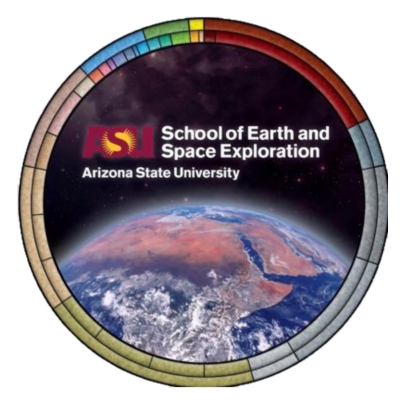 ASU School of Earth and
Space Exploration
Arizona State University